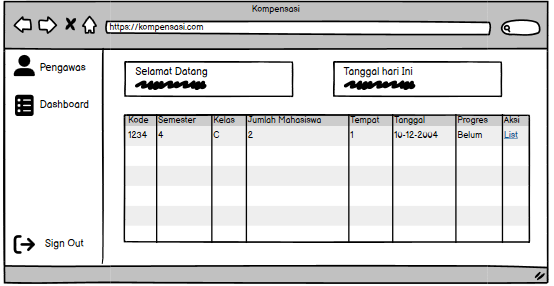 Kompensasi
https://kompensasi.com
Pengawas
Dashboard
Sign Out
Selamat Datang
Tanggal hari Ini
Kode Semester Kelas Jumlah Mahasiswa Tempat Tanggal Progres Aksi
1234 4 C 2 1 10-12-2004 Belum List